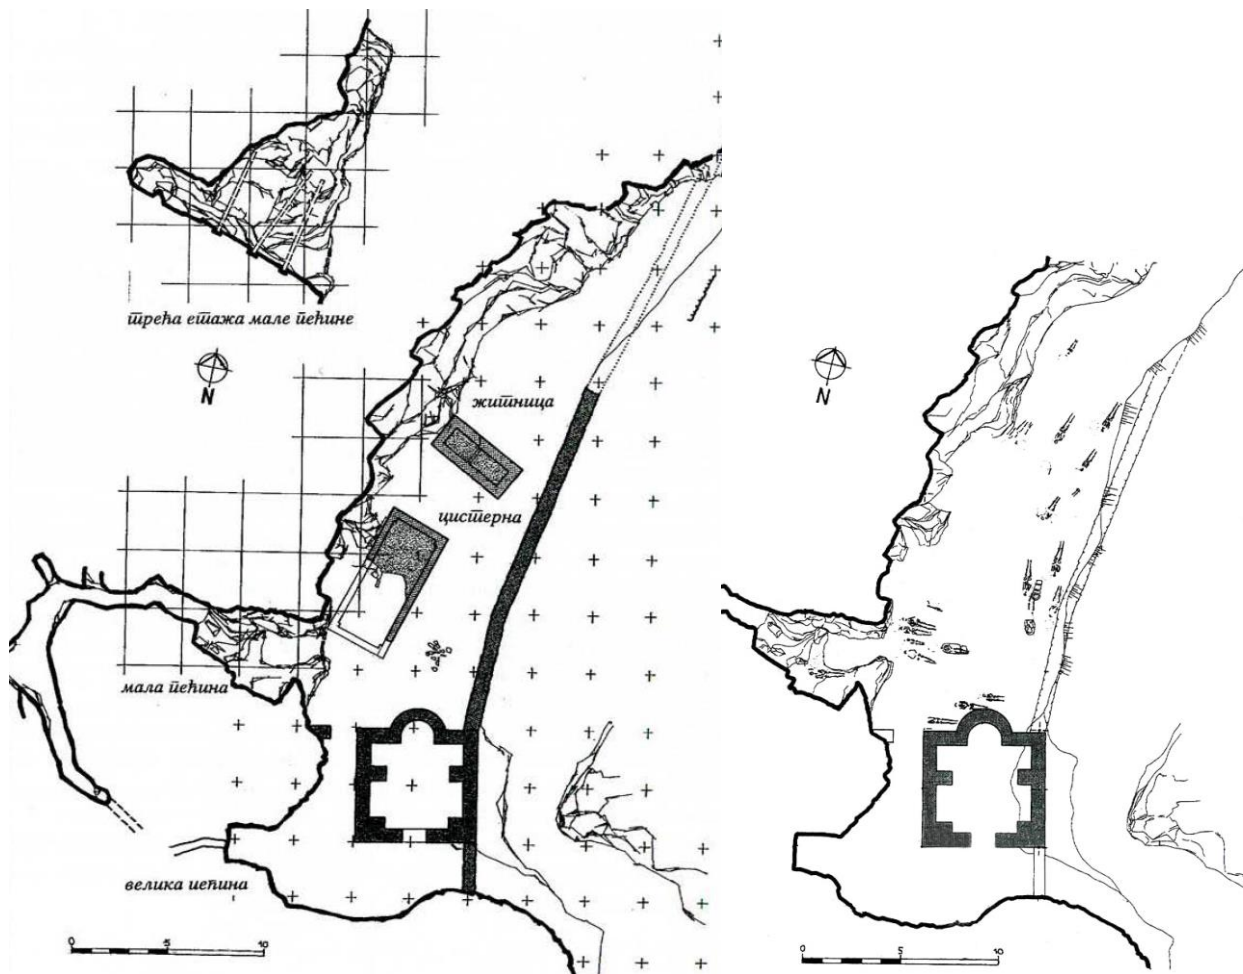 трећа етажа мале пећине
N
житница
цистерна
мала пећина
велика пећина
0 5 10
N
0 5 10